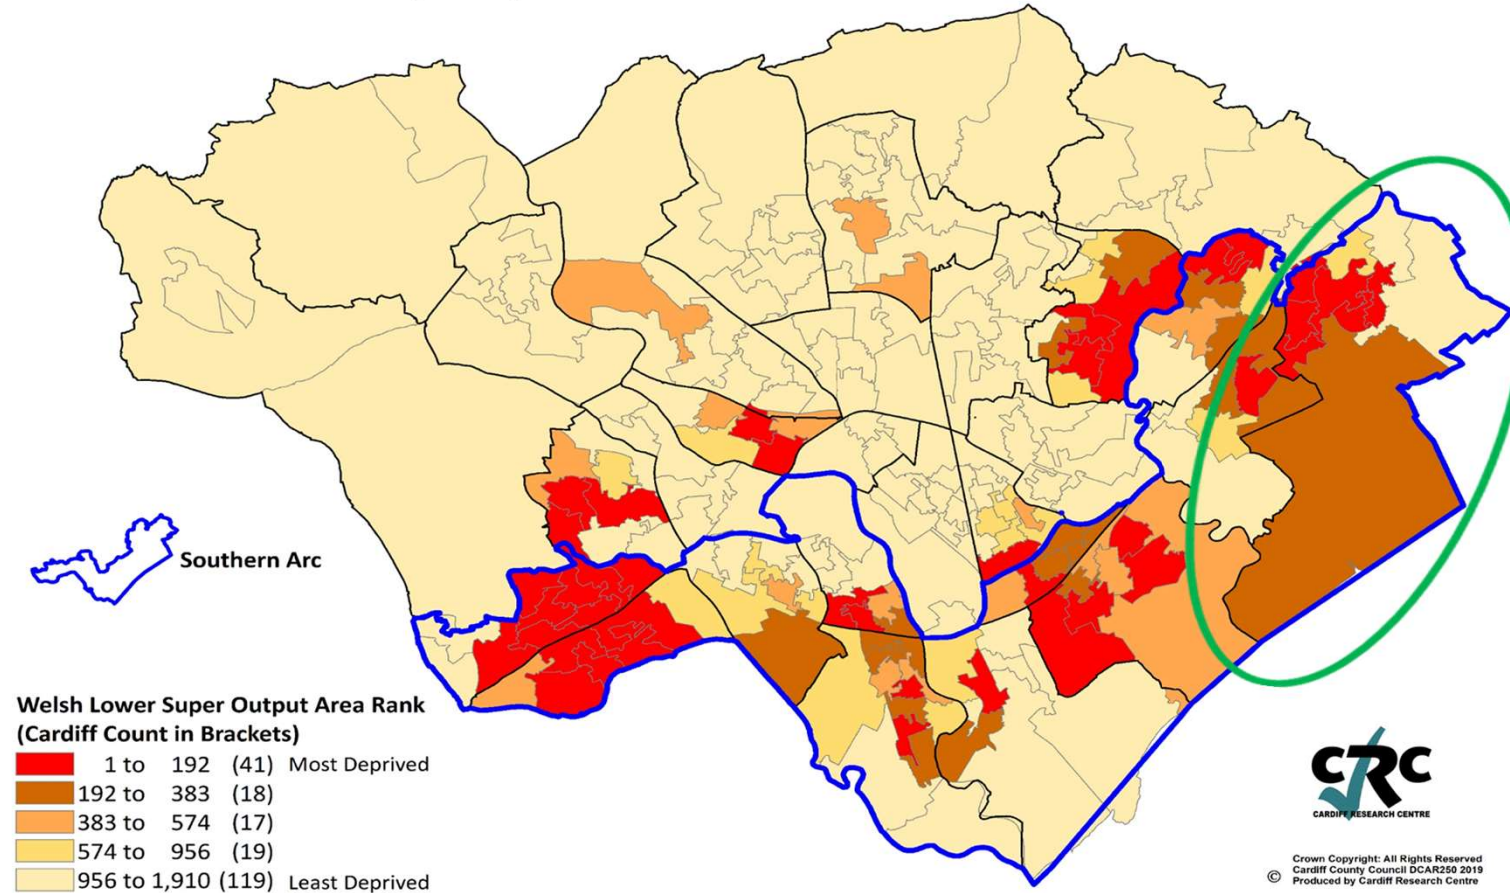 Southern Arc
Welsh Lower Super Output Area Rank
(Cardiff Count in Brackets)
1 to 192 (41) Most Deprived
192 to 383 (18)
383 to 574 (17)
574 to 956 (19)
956 to 1,910 (119) Least Deprived
CRC
CARDIFF RESEARCH CENTRE
Crown Copyright: All Rights Reserved
© Cardiff County Council DCAR250 2019
Produced by Cardiff Research Centre